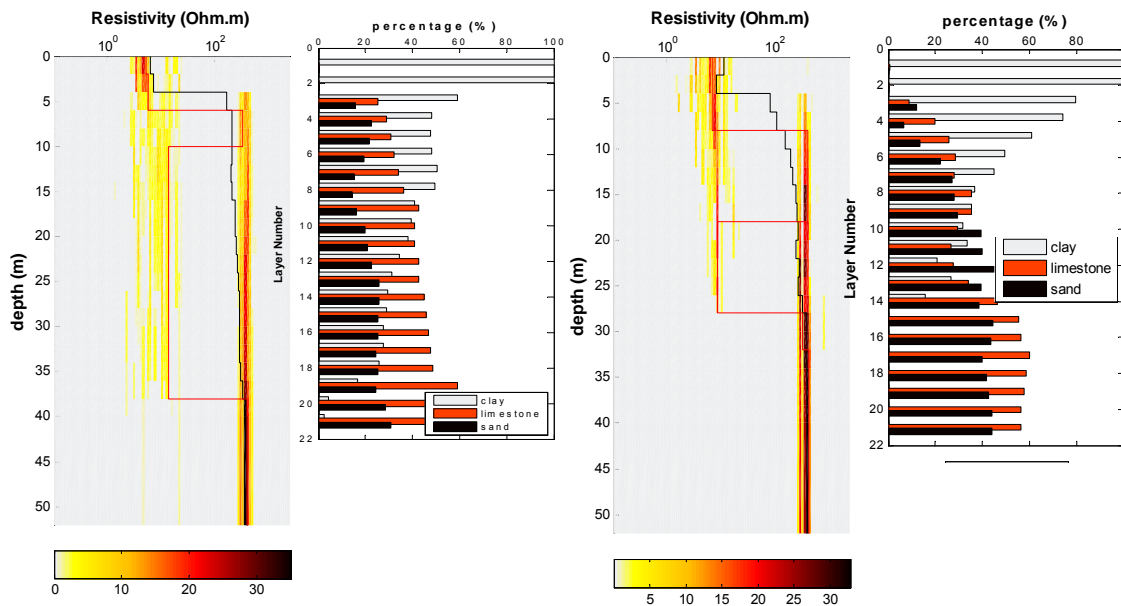 Resistivity (Ohm.m)
10^0 10^2
0
5
10
15
20
25
30
35
40
45
50
depth (m)
0 10 20 30
percentage (%)
0 20 40 60 80 100
0
2
4
6
8
10
12
14
16
18
20
22
Layer Number
clay
limestone
sand
Resistivity (Ohm.m)
10^0 10^2
0
5
10
15
20
25
30
35
40
45
50
depth (m)
5 10 15 20 25 30
percentage (%)
0 20 40 60 80
0
2
4
6
8
10
12
14
16
18
20
22
Layer Number
clay
limestone
sand